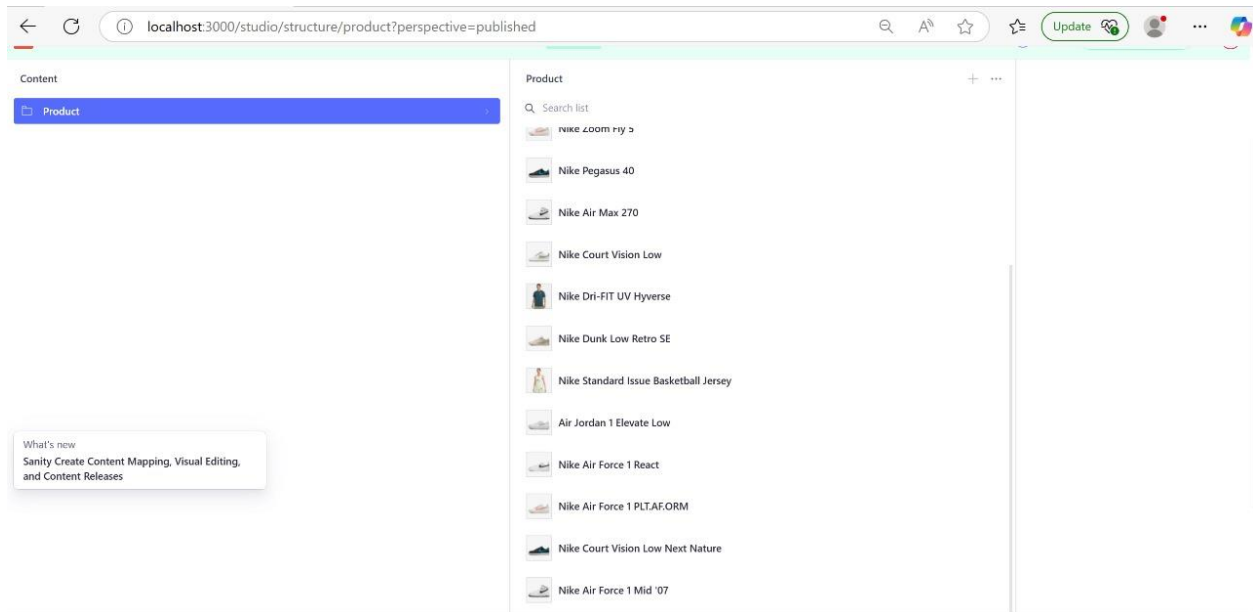 localhost:3000/studio/structure/product?perspective=published
Update
Content
Product
Product
Search list
Nike Zoom Fly 5
Nike Pegasus 40
Nike Air Max 270
Nike Court Vision Low
Nike Dri-FIT UV Hyverse
Nike Dunk Low Retro SE
Nike Standard Issue Basketball Jersey
Air Jordan 1 Elevate Low
Nike Air Force 1 React
Nike Air Force 1 PLT.AF.ORM
Nike Court Vision Low Next Nature
Nike Air Force 1 Mid '07
What's new
Sanity Create Content Mapping, Visual Editing,
and Content Releases